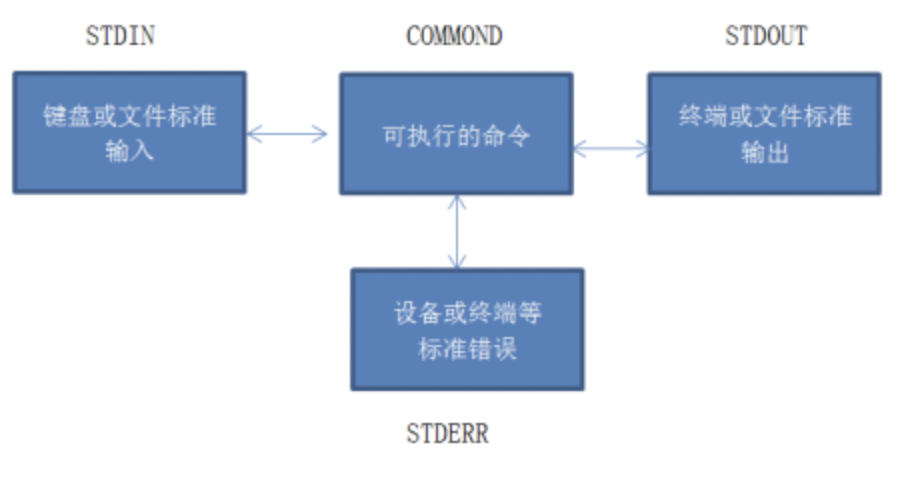 STDIN
COMMOND
STDOUT
键盘或文件标准
输入
可执行的命令
终端或文件标准
输出
设备或终端等
标准错误
STDERR